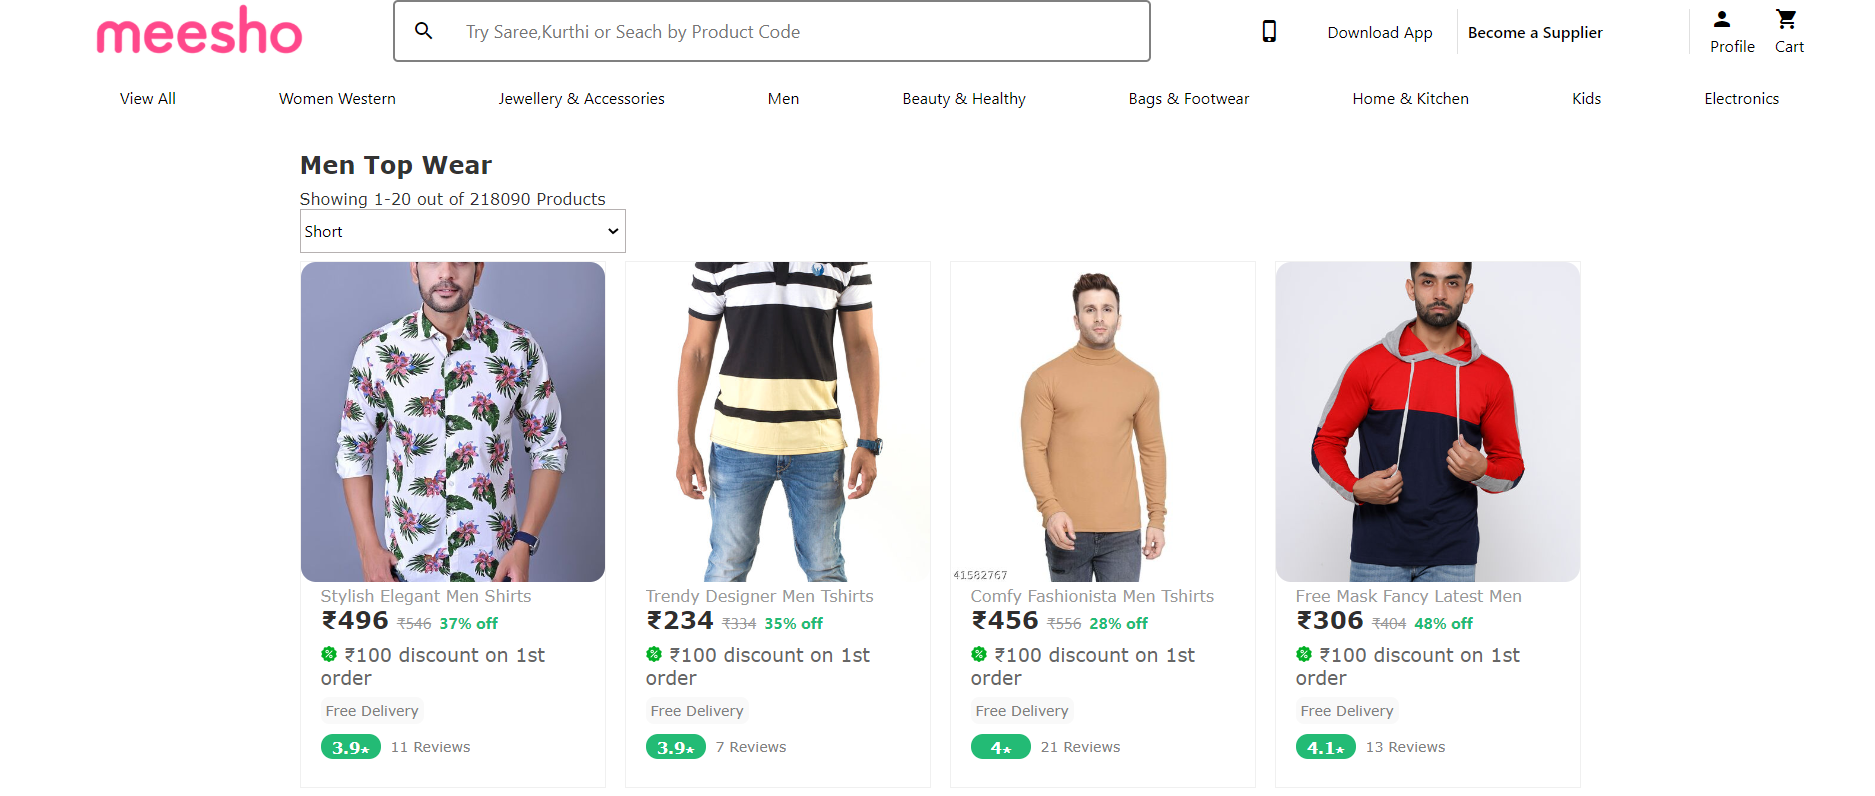 meesho
Try Saree,Kurthi or Seach by Product Code
Download App
Become a Supplier
Profile
Cart
View All
Women Western
Jewellery & Accessories
Men
Beauty & Healthy
Bags & Footwear
Home & Kitchen
Kids
Electronics
Men Top Wear
Showing 1-20 out of 218090 Products
Short
41582767
Stylish Elegant Men Shirts
₹496 ₹546 37% off
₹100 discount on 1st
order
Free Delivery
3.9★ 11 Reviews
Trendy Designer Men Tshirts
₹234 ₹334 35% off
₹100 discount on 1st
order
Free Delivery
3.9★ 7 Reviews
Comfy Fashionista Men Tshirts
₹456 ₹556 28% off
₹100 discount on 1st
order
Free Delivery
4★ 21 Reviews
Free Mask Fancy Latest Men
₹306 ₹404 48% off
₹100 discount on 1st
order
Free Delivery
4.1★ 13 Reviews